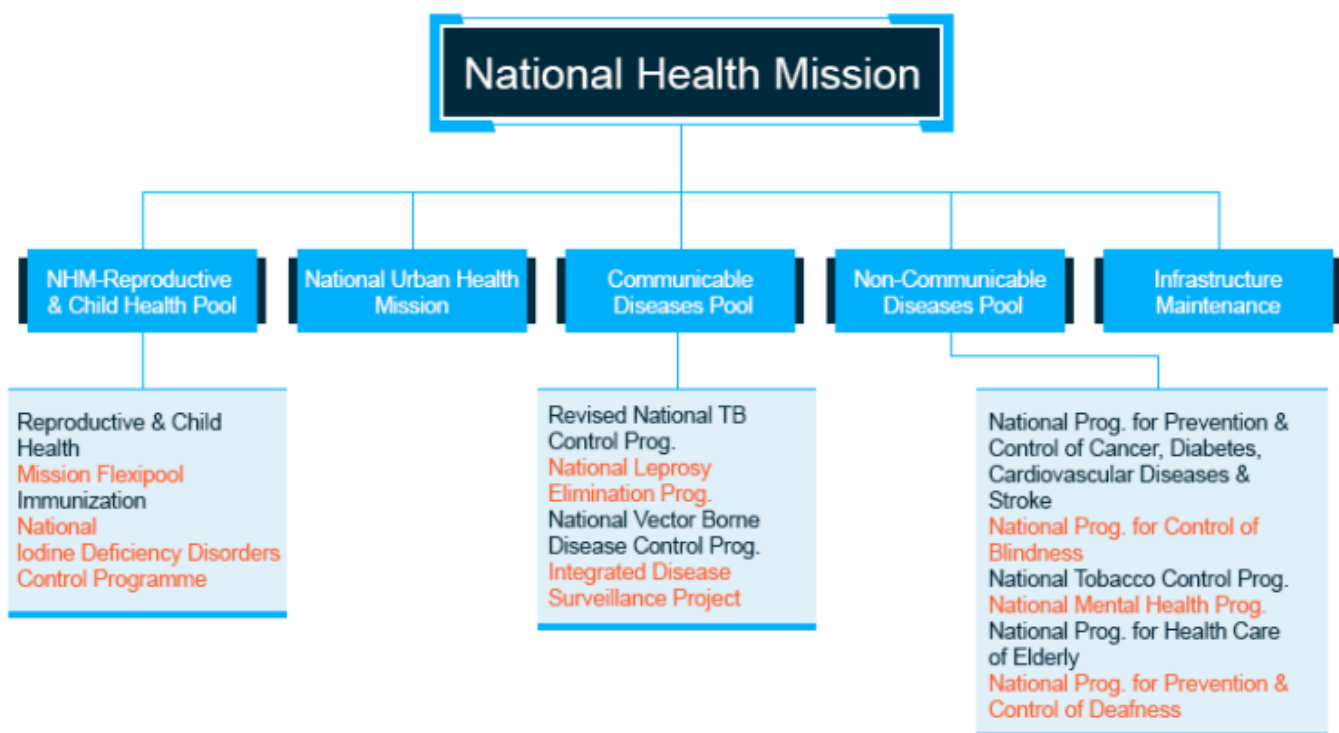 National Health Mission
NHM-Reproductive
& Child Health Pool
National Urban Health
Mission
Communicable
Diseases Pool
Non-Communicable
Diseases Pool
Infrastructure
Maintenance
Reproductive & Child
Health
Mission Flexipool
Immunization
National
Iodine Deficiency Disorders
Control Programme
Revised National TB
Control Prog.
National Leprosy
Elimination Prog.
National Vector Borne
Disease Control Prog.
Integrated Disease
Surveillance Project
National Prog. for Prevention &
Control of Cancer, Diabetes,
Cardiovascular Diseases &
Stroke
National Prog. for Control of
Blindness
National Tobacco Control Prog.
National Mental Health Prog.
National Prog. for Health Care
of Elderly
National Prog. for Prevention &
Control of Deafness